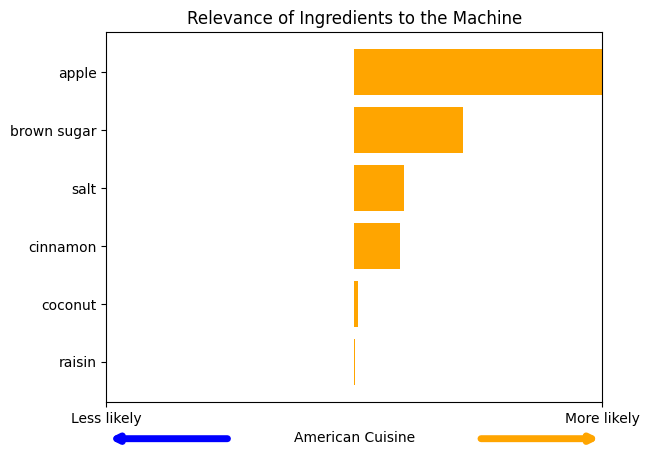 Relevance of Ingredients to the Machine
apple
brown sugar
salt
cinnamon
coconut
raisin
Less likely
More likely
American Cuisine